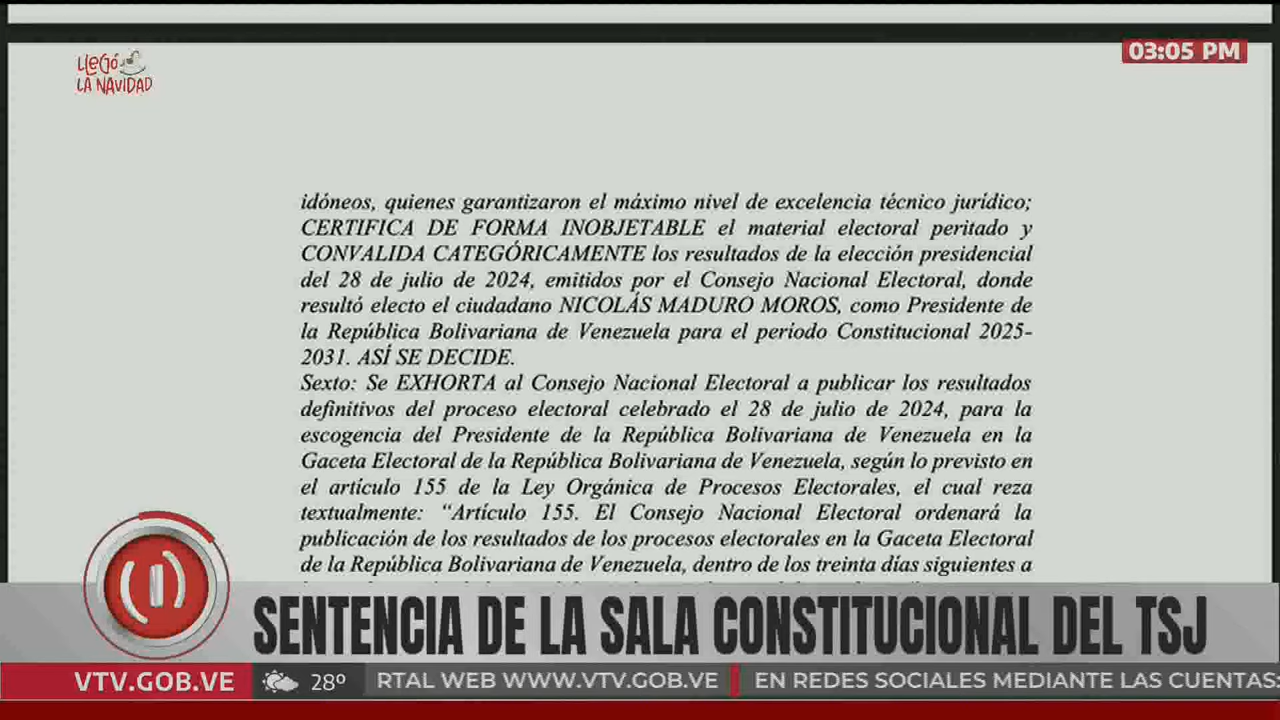 LLEGÓ
LA NAVIDAD
03:05 PM
idóneos, quienes garantizaron el máximo nivel de excelencia técnico jurídico;
CERTIFICA DE FORMA INOBJETABLE el material electoral peritado y
CONVALIDA CATEGÓRICAMENTE los resultados de la elección presidencial
del 28 de julio de 2024, emitidos por el Consejo Nacional Electoral, donde
resultó electo el ciudadano NICOLÁS MADURO MOROS, como Presidente de
la República Bolivariana de Venezuela para el período Constitucional 2025-
2031. ASÍ SE DECIDE.
Sexto: Se EXHORTA al Consejo Nacional Electoral a publicar los resultados
definitivos del proceso electoral celebrado el 28 de julio de 2024, para la
escogencia del Presidente de la República Bolivariana de Venezuela en la
Gaceta Electoral de la República Bolivariana de Venezuela, según lo previsto en
el artículo 155 de la Ley Orgánica de Procesos Electorales, el cual reza
textualmente: “Artículo 155. El Consejo Nacional Electoral ordenará la
publicación de los resultados de los procesos electorales en la Gaceta Electoral
de la República Bolivariana de Venezuela, dentro de los treinta días siguientes a
SENTENCIA DE LA SALA CONSTITUCIONAL DEL TSJ
VTV.GOB.VE 28º RTAL WEB WWW.VTV.GOB.VE EN REDES SOCIALES MEDIANTE LAS CUENTAS: